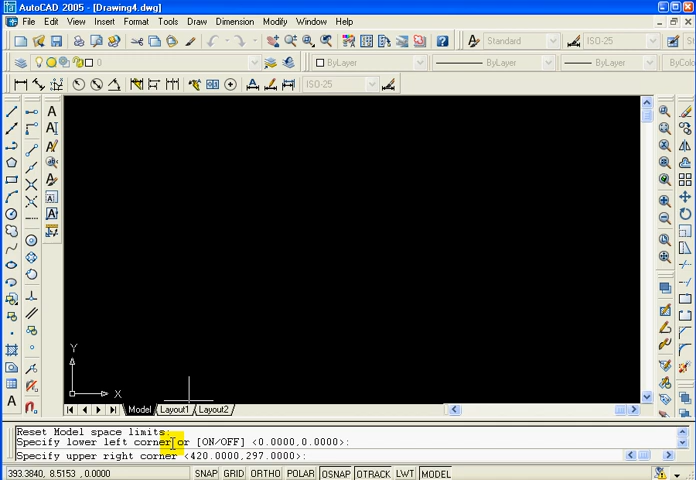 AutoCAD 2005 - [Drawing4.dwg]
File Edit View Insert Format Tools Draw Dimension Modify Window Help
A Standard ISO-25 Standard
0 ByLayer ByLayer ByLayer ByColo
ISO-25
A
A
A
Y
X
A
Model Layout1 Layout2
Reset Model space limits:
Specify lower left corner or [ON/OFF] <0.0000,0.0000>:
Specify upper right corner <420.0000,297.0000>:
393.3840, 8.5153 ,0.0000 SNAP GRID ORTHO POLAR OSNAP OTRACK LWT MODEL